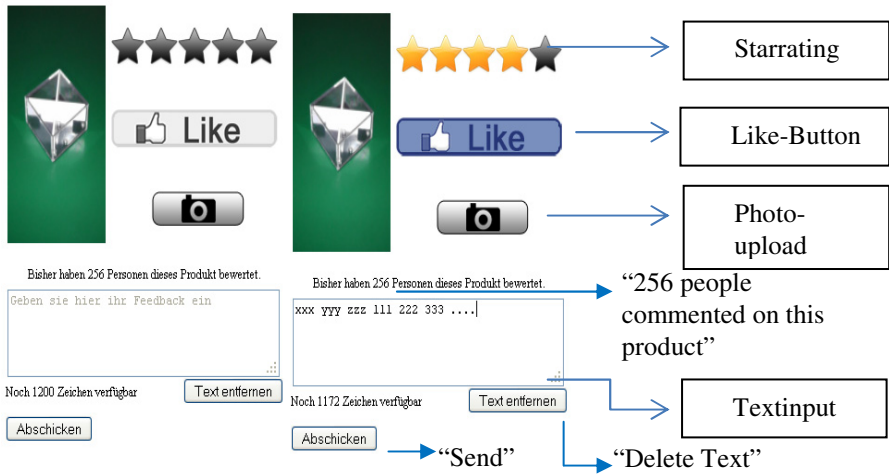 Like
Bisher haben 256 Personen dieses Produkt bewertet.
Geben sie hier ihr Feedback ein
Noch 1200 Zeichen verfügbar
Text entfernen
Abschicken
Like
Bisher haben 256 Personen dieses Produkt bewertet.
xxx yyy zzz 111 222 333 ....
Noch 1172 Zeichen verfügbar
Text entfernen
Abschicken
Starrating
Like-Button
Photo-
upload
“256 people
commented on this
product”
Textinput
“Send”
“Delete Text”